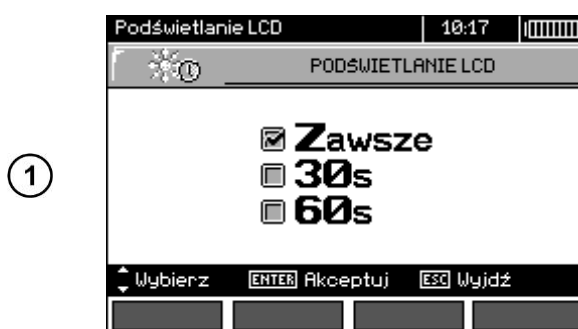 Podświetlanie LCD 10:17
PODŚWIETLANIE LCD
1
Zawsze
30s
60s
Wybierz ENTER Akceptuj ESC Wyjdź